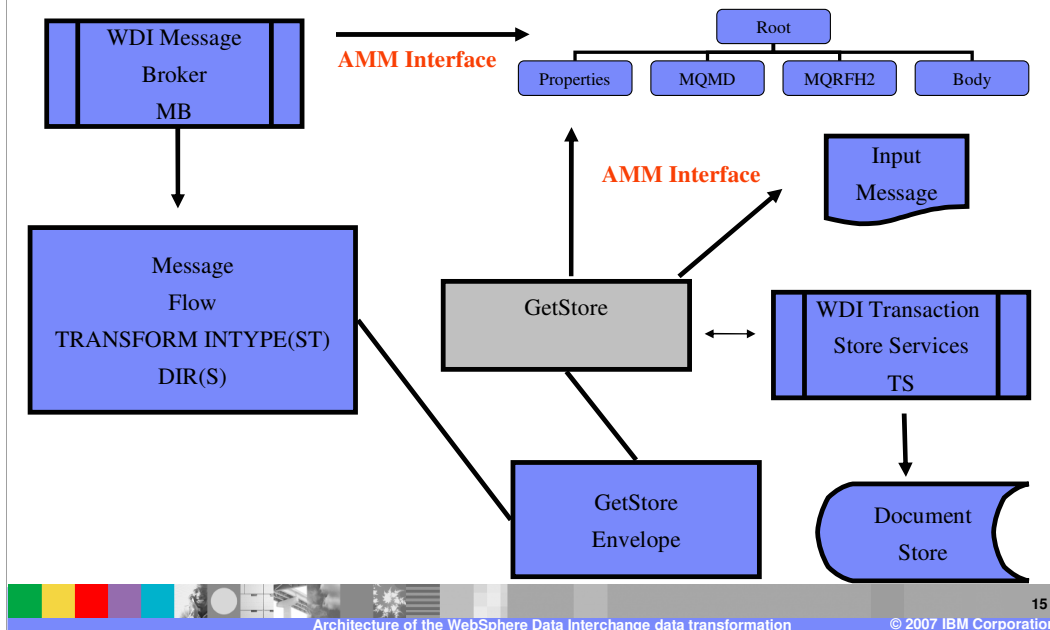 WDI Message
Broker
MB
AMM Interface
Root
Properties
MQMD
MQRFH2
Body
AMM Interface
Input
Message
Message
Flow
TRANSFORM INTYPE(ST)
DIR(S)
GetStore
WDI Transaction
Store Services
TS
GetStore
Envelope
Document
Store
15
Architecture of the WebSphere Data Interchange data transformation
© 2007 IBM Corporation